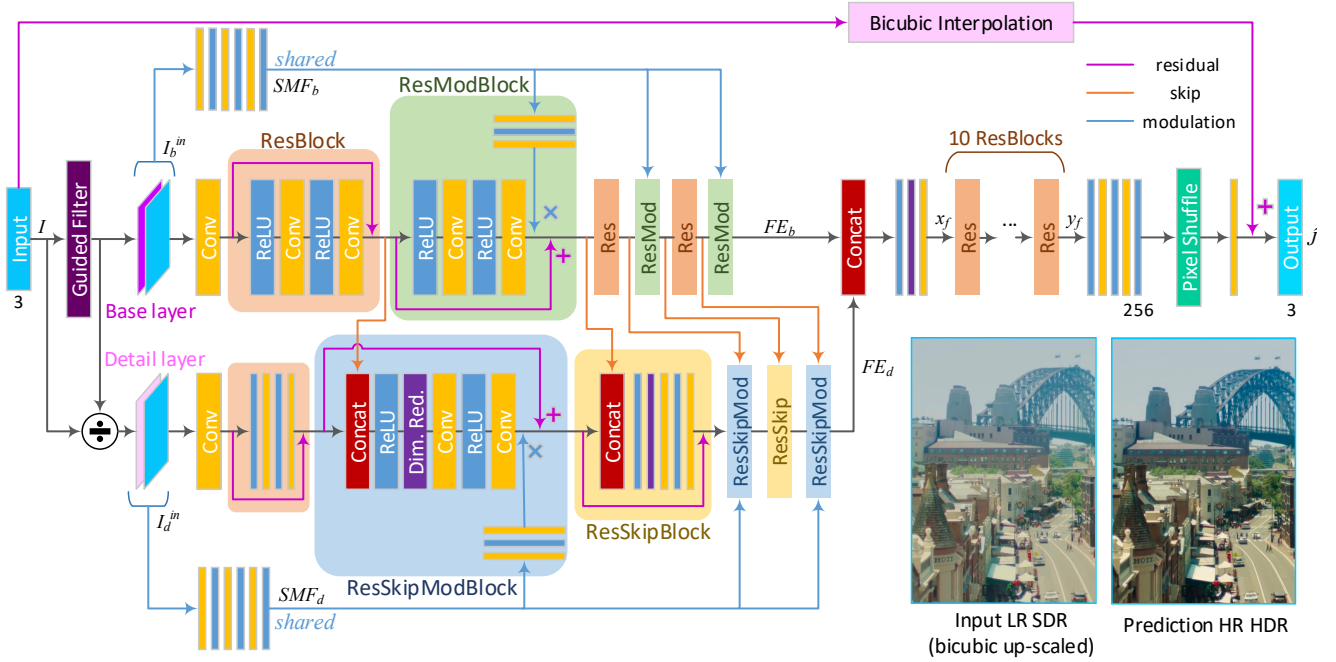 Bicubic Interpolation
residual
skip
modulation
shared
SMF_b
ResModBlock
ResBlock
10 ResBlocks
I_b^in
Input
3
I
Guided Filter
Base layer
Conv
ReLU
Conv
ReLU
Conv
ReLU
Conv
ReLU
Conv
×
+
Res
ResMod
Res
ResMod
FE_b
Concat
x_f
Res
...
Res
y_f
256
Pixel Shuffle
+
Output
3
Detail layer
÷
I_d^in
Conv
Concat
ReLU
Dim. Red.
Conv
ReLU
Conv
+
×
Concat
ResSkipMod
ResSkip
ResSkipMod
FE_d
ResSkipBlock
ResSkipModBlock
SMF_d
shared
Input LR SDR
(bicubic up-scaled)
Prediction HR HDR